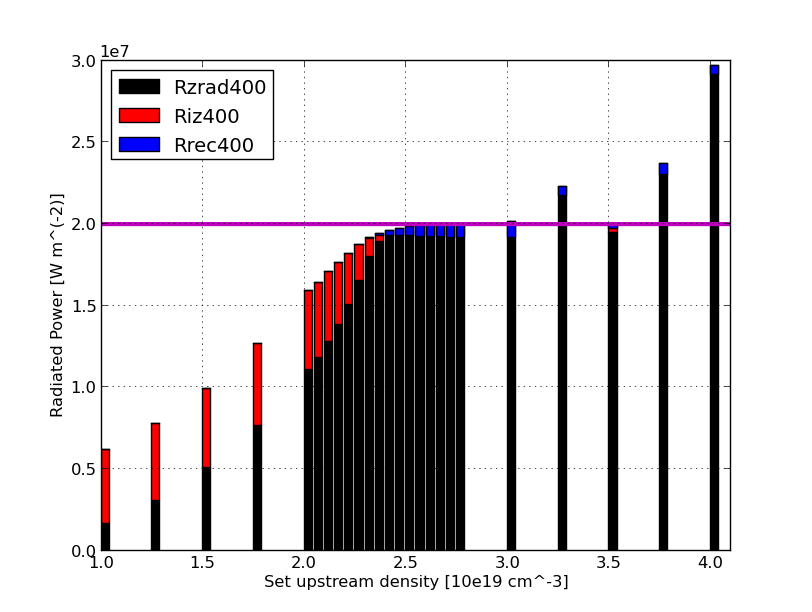 1e7
3.0
2.5
2.0
1.5
1.0
0.5
0.0
Rzrad400
Riz400
Rrec400
Radiated Power [W m^(-2)]
1.0 1.5 2.0 2.5 3.0 3.5 4.0
Set upstream density [10e19 cm^-3]